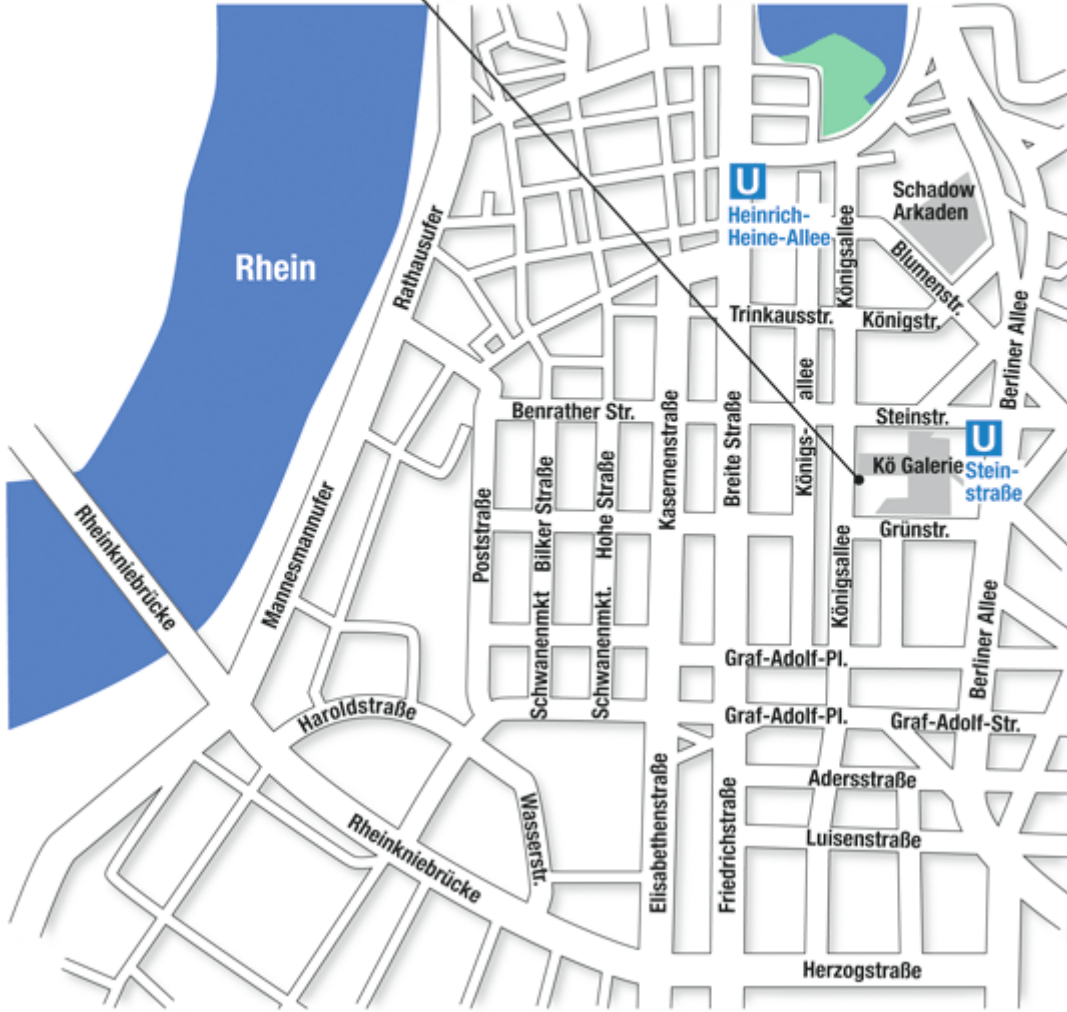 U
Heinrich-
Heine-Allee
Schadow
Arkaden
Rhein
Rathausufer
Königsallee
Blumenstr.
Trinkausstr.
Königstr.
Berliner Allee
Königs-
allee
Benrather Str.
Kasernenstraße
Breite Straße
Steinstr.
U
Stein-
straße
Kö Galerie
Grünstr.
Rheinkniebrücke
Mannesmannufer
Poststraße
Bilker Straße
Hohe Straße
Schwanenmkt
Schwanenmkt.
Königsallee
Berliner Allee
Graf-Adolf-Pl.
Graf-Adolf-Pl.
Graf-Adolf-Str.
Haroldstraße
Adersstraße
Rheinkniebrücke
Wasserstr.
Elisabethenstraße
Friedrichstraße
Luisenstraße
Herzogstraße